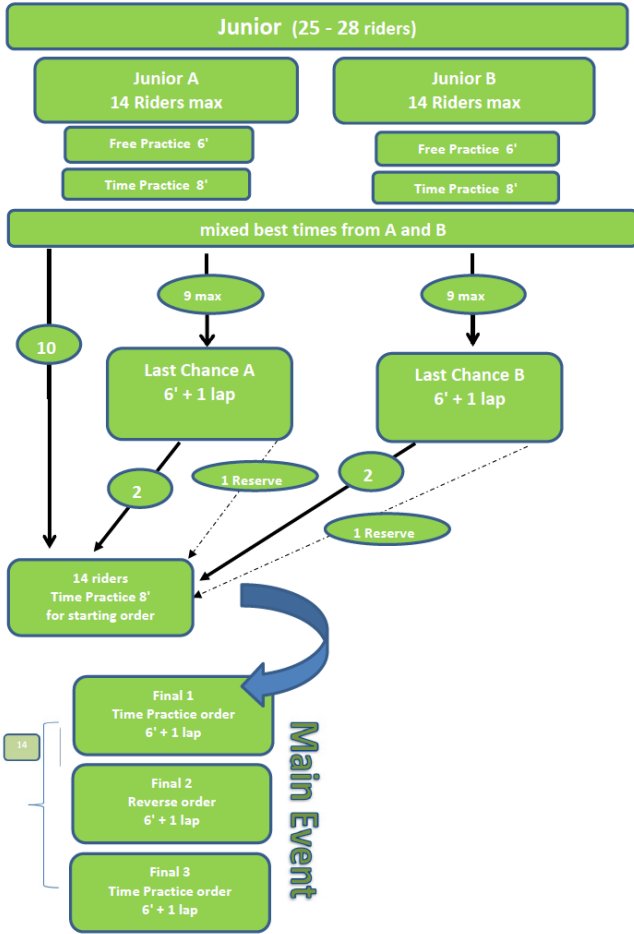 Junior (25 - 28 riders)
Junior A
14 Riders max
Junior B
14 Riders max
Free Practice 6'
Free Practice 6'
Time Practice 8'
Time Practice 8'
mixed best times from A and B
9 max
9 max
10
Last Chance A
6' + 1 lap
Last Chance B
6' + 1 lap
2
1 Reserve
2
1 Reserve
14 riders
Time Practice 8'
for starting order
Final 1
Time Practice order
6' + 1 lap
14
Final 2
Reverse order
6' + 1 lap
Final 3
Time Practice order
6' + 1 lap
Main Event